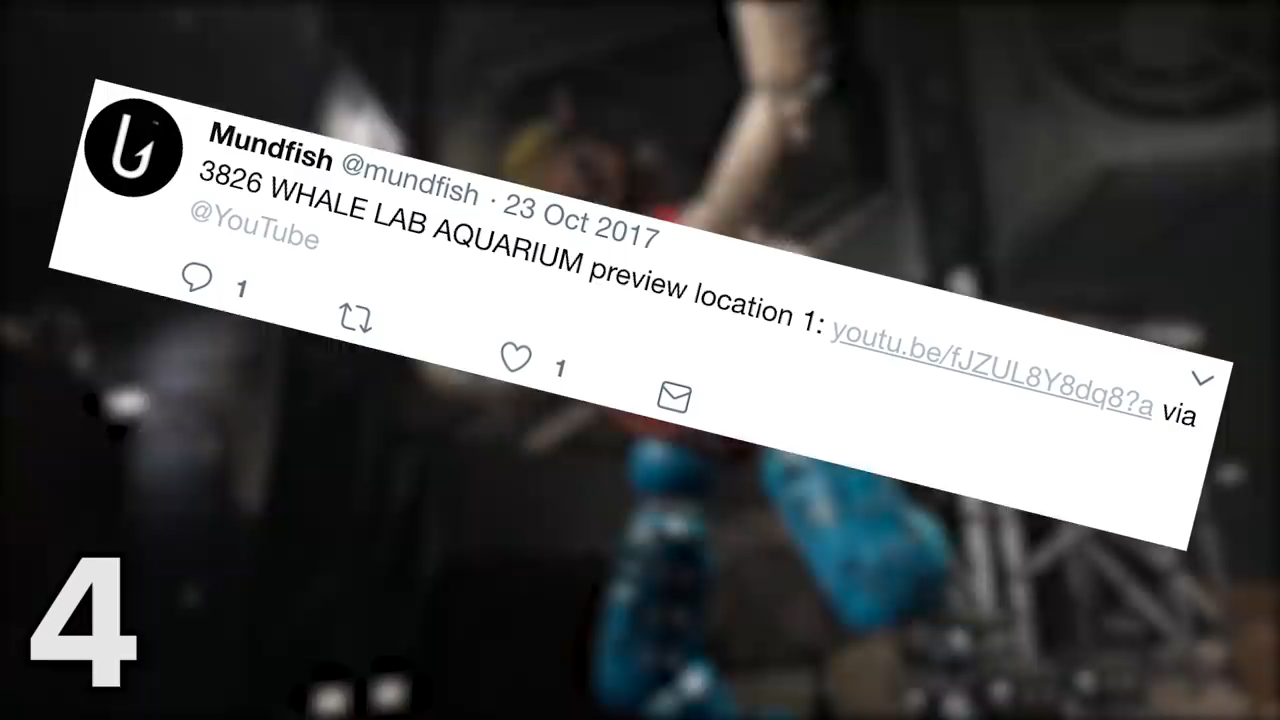 Mundfish @mundfish · 23 Oct 2017
3826 WHALE LAB AQUARIUM preview location 1: youtu.be/fJZUL8Y8dq8?a via
@YouTube
1 1
4